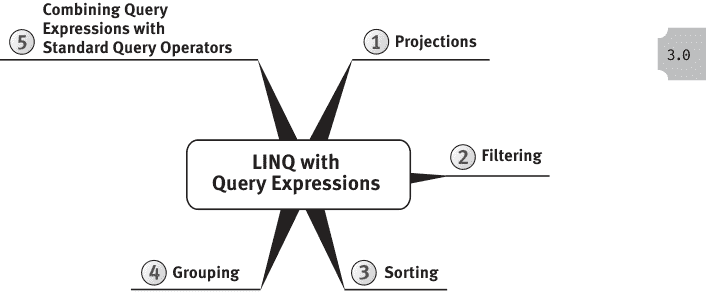 5 Combining Query
Expressions with
Standard Query Operators
1 Projections
3.0
2 Filtering
LINQ with
Query Expressions
4 Grouping
3 Sorting